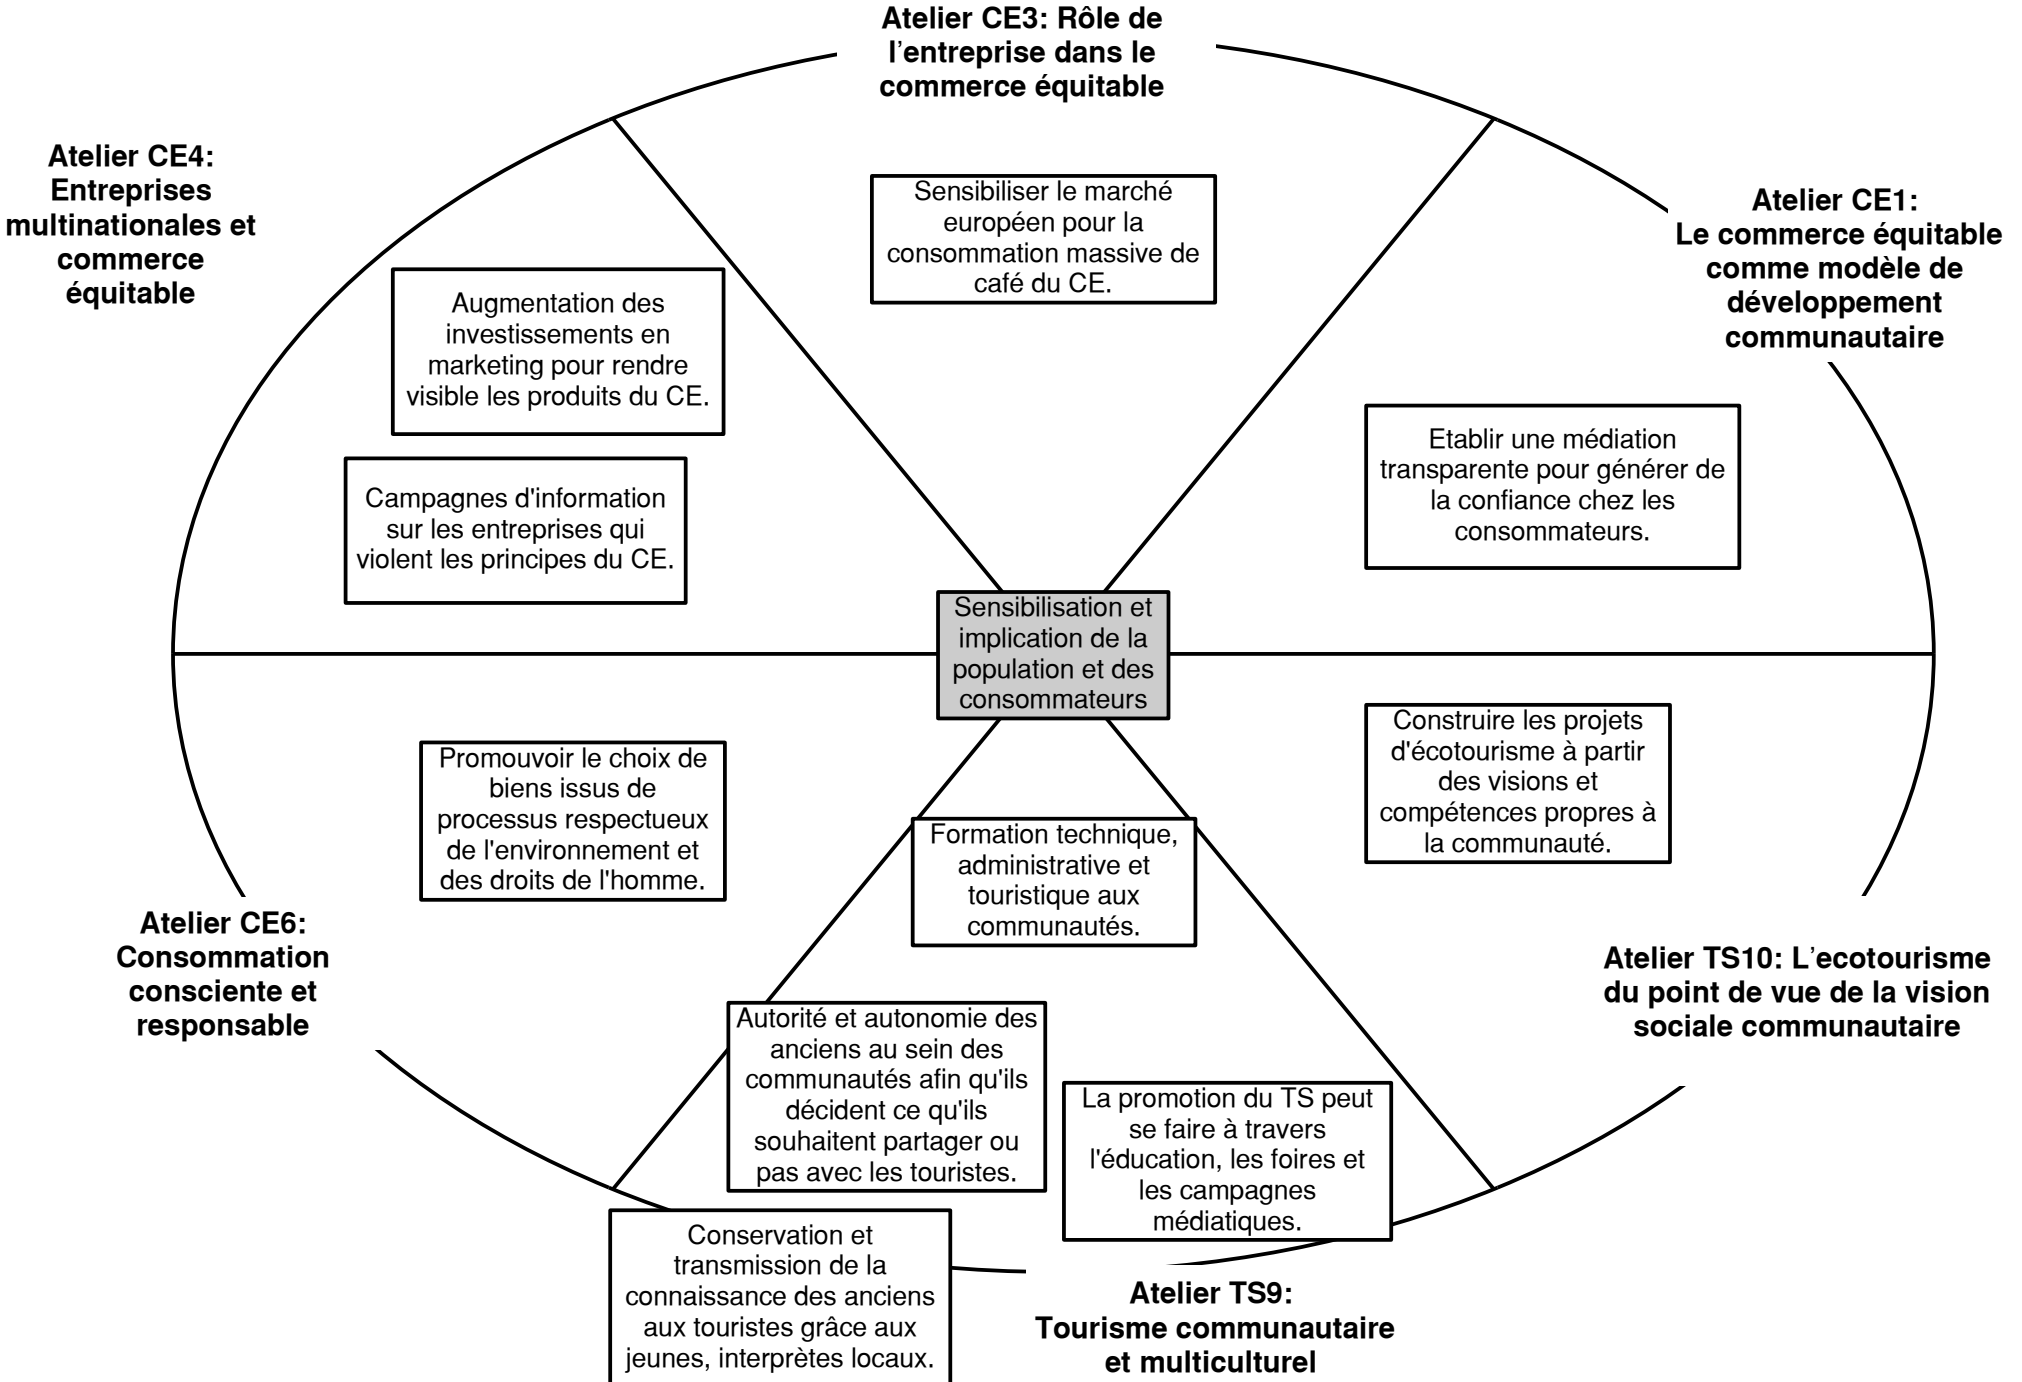 Atelier CE3: Rôle de
l'entreprise dans le
commerce équitable
Atelier CE4:
Entreprises
multinationales et
commerce
équitable
Sensibiliser le marché
européen pour la
consommation massive de
café du CE.
Atelier CE1:
Le commerce équitable
comme modèle de
développement
communautaire
Augmentation des
investissements en
marketing pour rendre
visible les produits du CE.
Etablir une médiation
transparente pour générer de
la confiance chez les
consommateurs.
Campagnes d'information
sur les entreprises qui
violent les principes du CE.
Sensibilisation et
implication de la
population et des
consommateurs
Promouvoir le choix de
biens issus de
processus respectueux
de l'environnement et
des droits de l'homme.
Construire les projets
d'écotourisme à partir
des visions et
compétences propres à
la communauté.
Formation technique,
administrative et
touristique aux
communautés.
Atelier CE6:
Consommation
consciente et
responsable
Atelier TS10: L'ecotourisme
du point de vue de la vision
sociale communautaire
Autorité et autonomie des
anciens au sein des
communautés afin qu'ils
décident ce qu'ils
souhaitent partager ou
pas avec les touristes.
La promotion du TS peut
se faire à travers
l'éducation, les foires et
les campagnes
médiatiques.
Conservation et
transmission de la
connaissance des anciens
aux touristes grâce aux
jeunes, interprètes locaux.
Atelier TS9:
Tourisme communautaire
et multiculturel